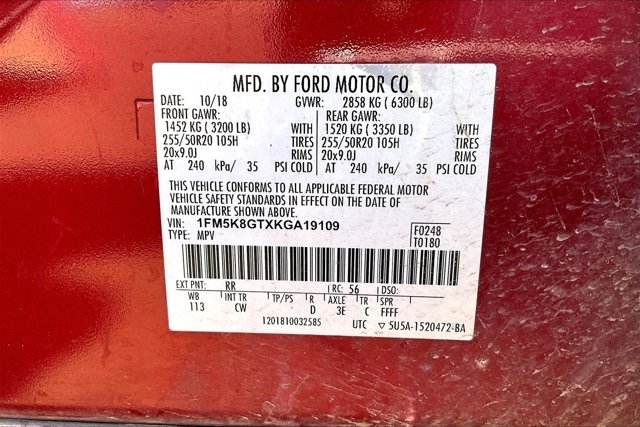 MFD. BY FORD MOTOR CO.
DATE: 10/18 GVWR: 2858 KG ( 6300 LB)
FRONT GAWR: REAR GAWR:
1452 KG ( 3200 LB) WITH 1520 KG ( 3350 LB) WITH
255/50R20 105H TIRES 255/50R20 105H TIRES
20x9.0J RIMS 20x9.0J RIMS
AT 240 kPa/ 35 PSI COLD AT 240 kPa/ 35 PSI COLD
THIS VEHICLE CONFORMS TO ALL APPLICABLE FEDERAL MOTOR
VEHICLE SAFETY STANDARDS IN EFFECT ON THE DATE OF
MANUFACTURE SHOWN ABOVE.
VIN: 1FM5K8GTXKGA19109 F0248
TYPE: MPV T0180
EXT PNT: RR RC: 56 DSO:
WB INT TR TP/PS R AXLE TR SPR
113 CW D 3E C FFFF
1201810032585 UTC ▽ 5U5A-1520472-BA